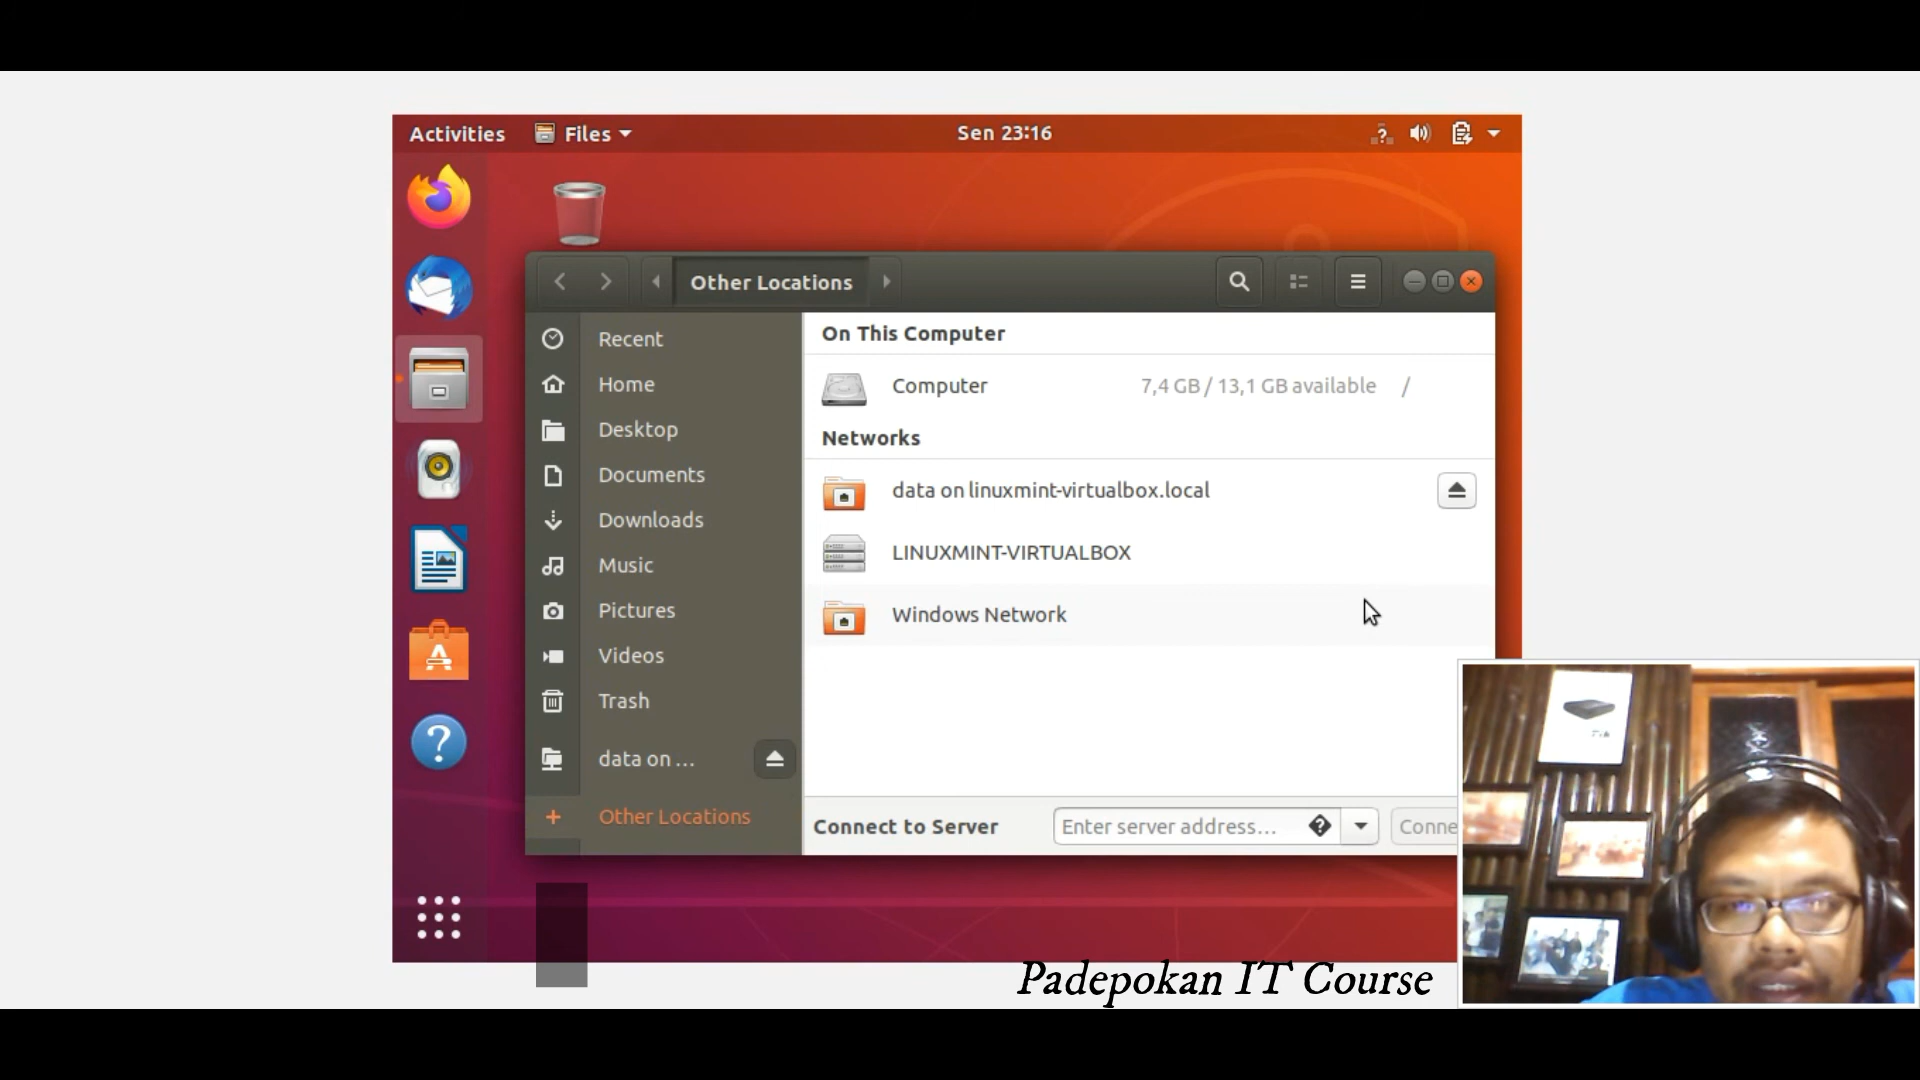 Activities Files Sen 23:16
Other Locations
Recent
Home
Desktop
Documents
Downloads
Music
Pictures
Videos
Trash
data on ...
Other Locations
On This Computer
Computer 7,4 GB / 13,1 GB available /
Networks
data on linuxmint-virtualbox.local
LINUXMINT-VIRTUALBOX
Windows Network
Connect to Server Enter server address... Conne
Padepokan IT Course